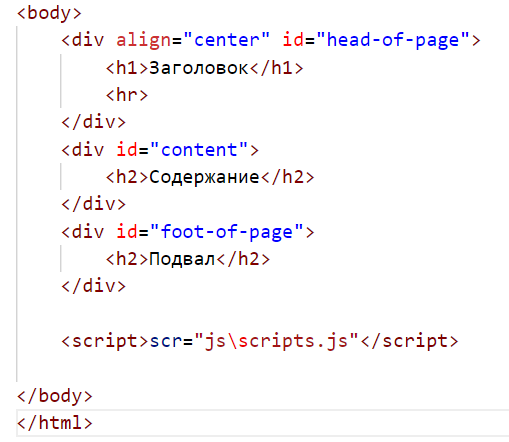 <body>
<div align="center" id="head-of-page">
<h1>Заголовок</h1>
<hr>
</div>
<div id="content">
<h2>Содержание</h2>
</div>
<div id="foot-of-page">
<h2>Подвал</h2>
</div>
<script>scr="js\scripts.js"</script>
</body>
</html>